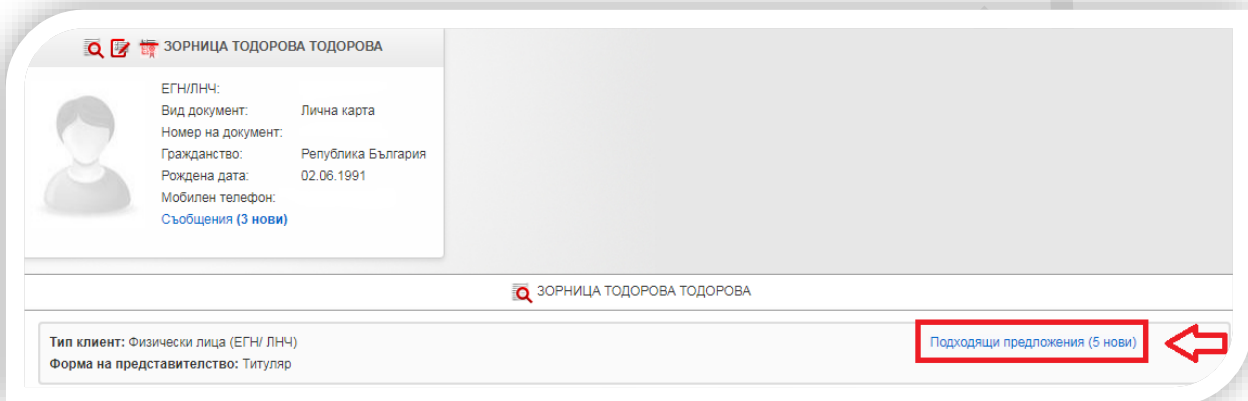 ЗОРНИЦА ТОДОРОВА ТОДОРОВА
ЕГН/ЛНЧ:
Вид документ: Лична карта
Номер на документ:
Гражданство: Република България
Рождена дата: 02.06.1991
Мобилен телефон:
Съобщения (3 нови)
ЗОРНИЦА ТОДОРОВА ТОДОРОВА
Тип клиент: Физически лица (ЕГН/ ЛНЧ) Подходящи предложения (5 нови)
Форма на представителство: Титуляр